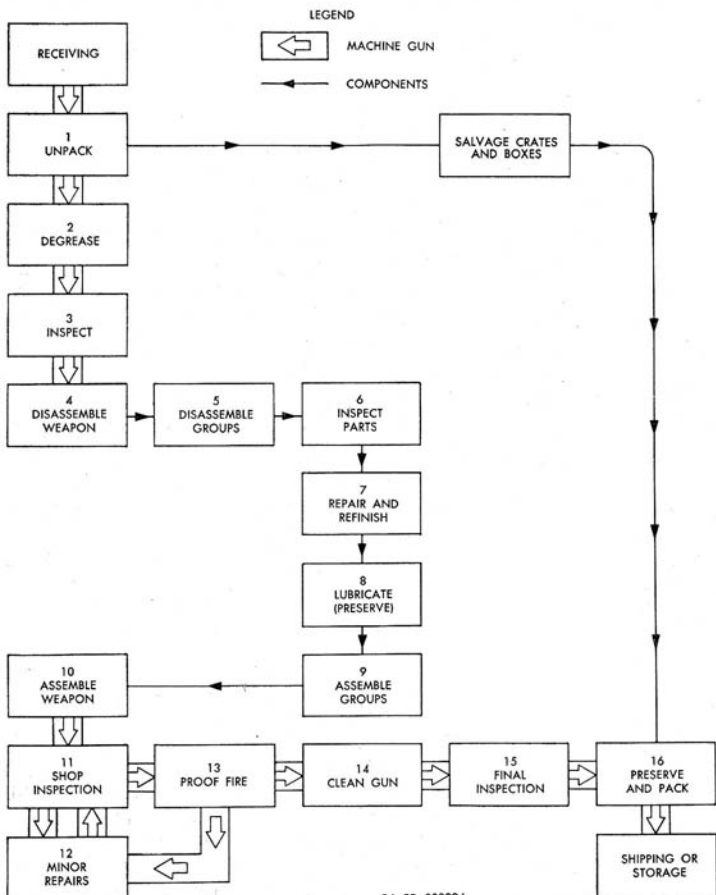 LEGEND
MACHINE GUN
COMPONENTS
RECEIVING
1
UNPACK
SALVAGE CRATES
AND BOXES
2
DEGREASE
3
INSPECT
4
DISASSEMBLE
WEAPON
5
DISASSEMBLE
GROUPS
6
INSPECT
PARTS
7
REPAIR AND
REFINISH
8
LUBRICATE
(PRESERVE)
9
ASSEMBLE
GROUPS
10
ASSEMBLE
WEAPON
11
SHOP
INSPECTION
13
PROOF FIRE
14
CLEAN GUN
15
FINAL
INSPECTION
16
PRESERVE
AND PACK
12
MINOR
REPAIRS
SHIPPING OR
STORAGE